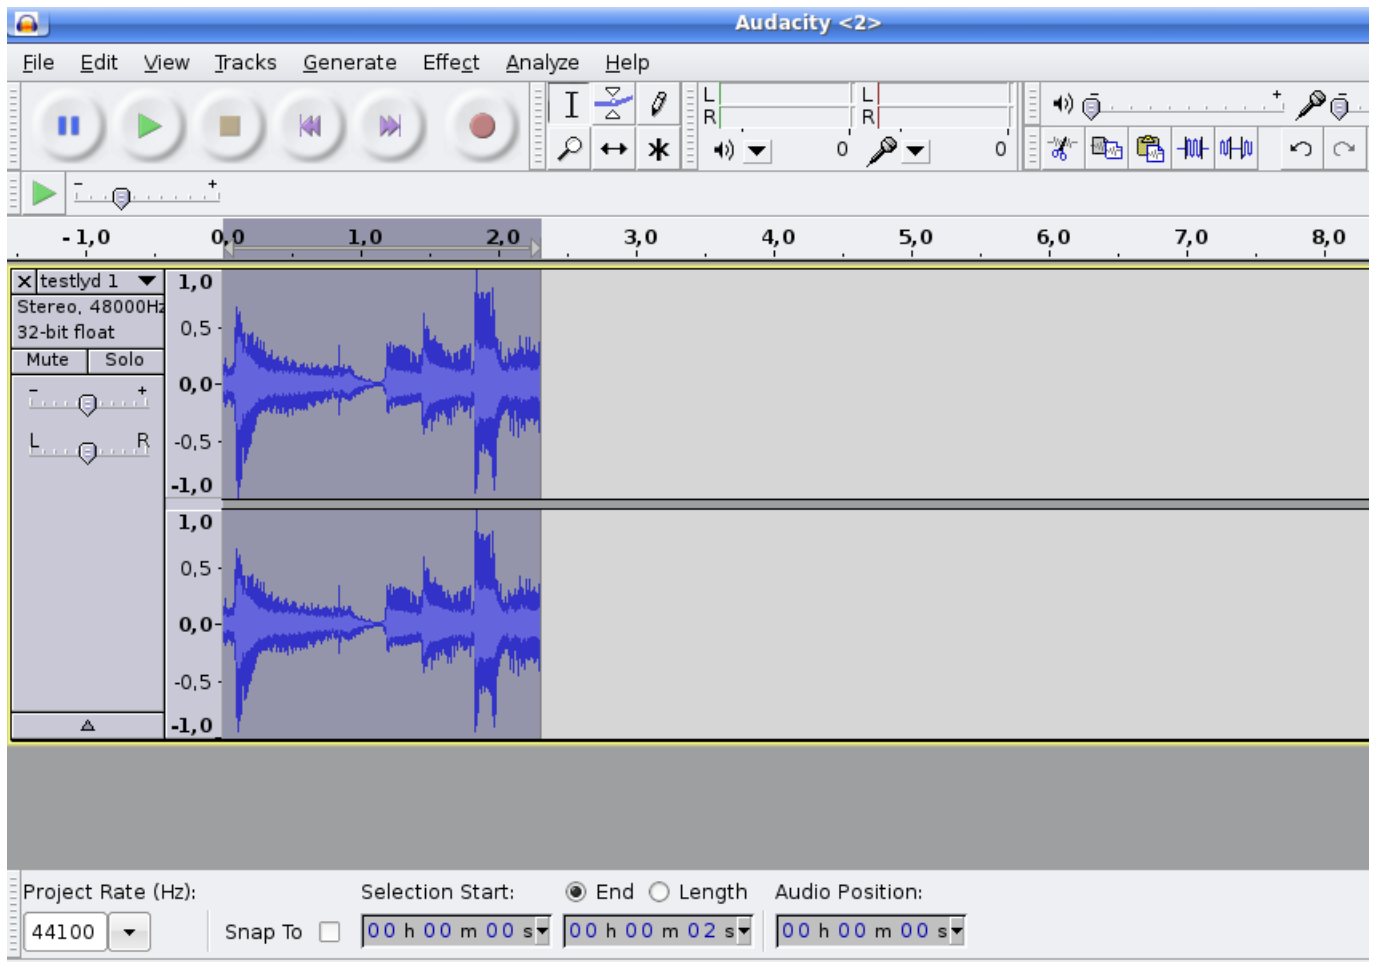 Audacity <2>
File Edit View Tracks Generate Effect Analyze Help
L L
R R
0 0
- + 
- 1,0 0,0 1,0 2,0 3,0 4,0 5,0 6,0 7,0 8,0
X testlyd 1
Stereo, 48000Hz
32-bit float
Mute Solo
- +
L R
1,0
0,5
0,0
-0,5
-1,0
1,0
0,5
0,0
-0,5
-1,0
Project Rate (Hz): Selection Start: End Length Audio Position:
44100 Snap To 00 h 00 m 00 s 00 h 00 m 02 s 00 h 00 m 00 s